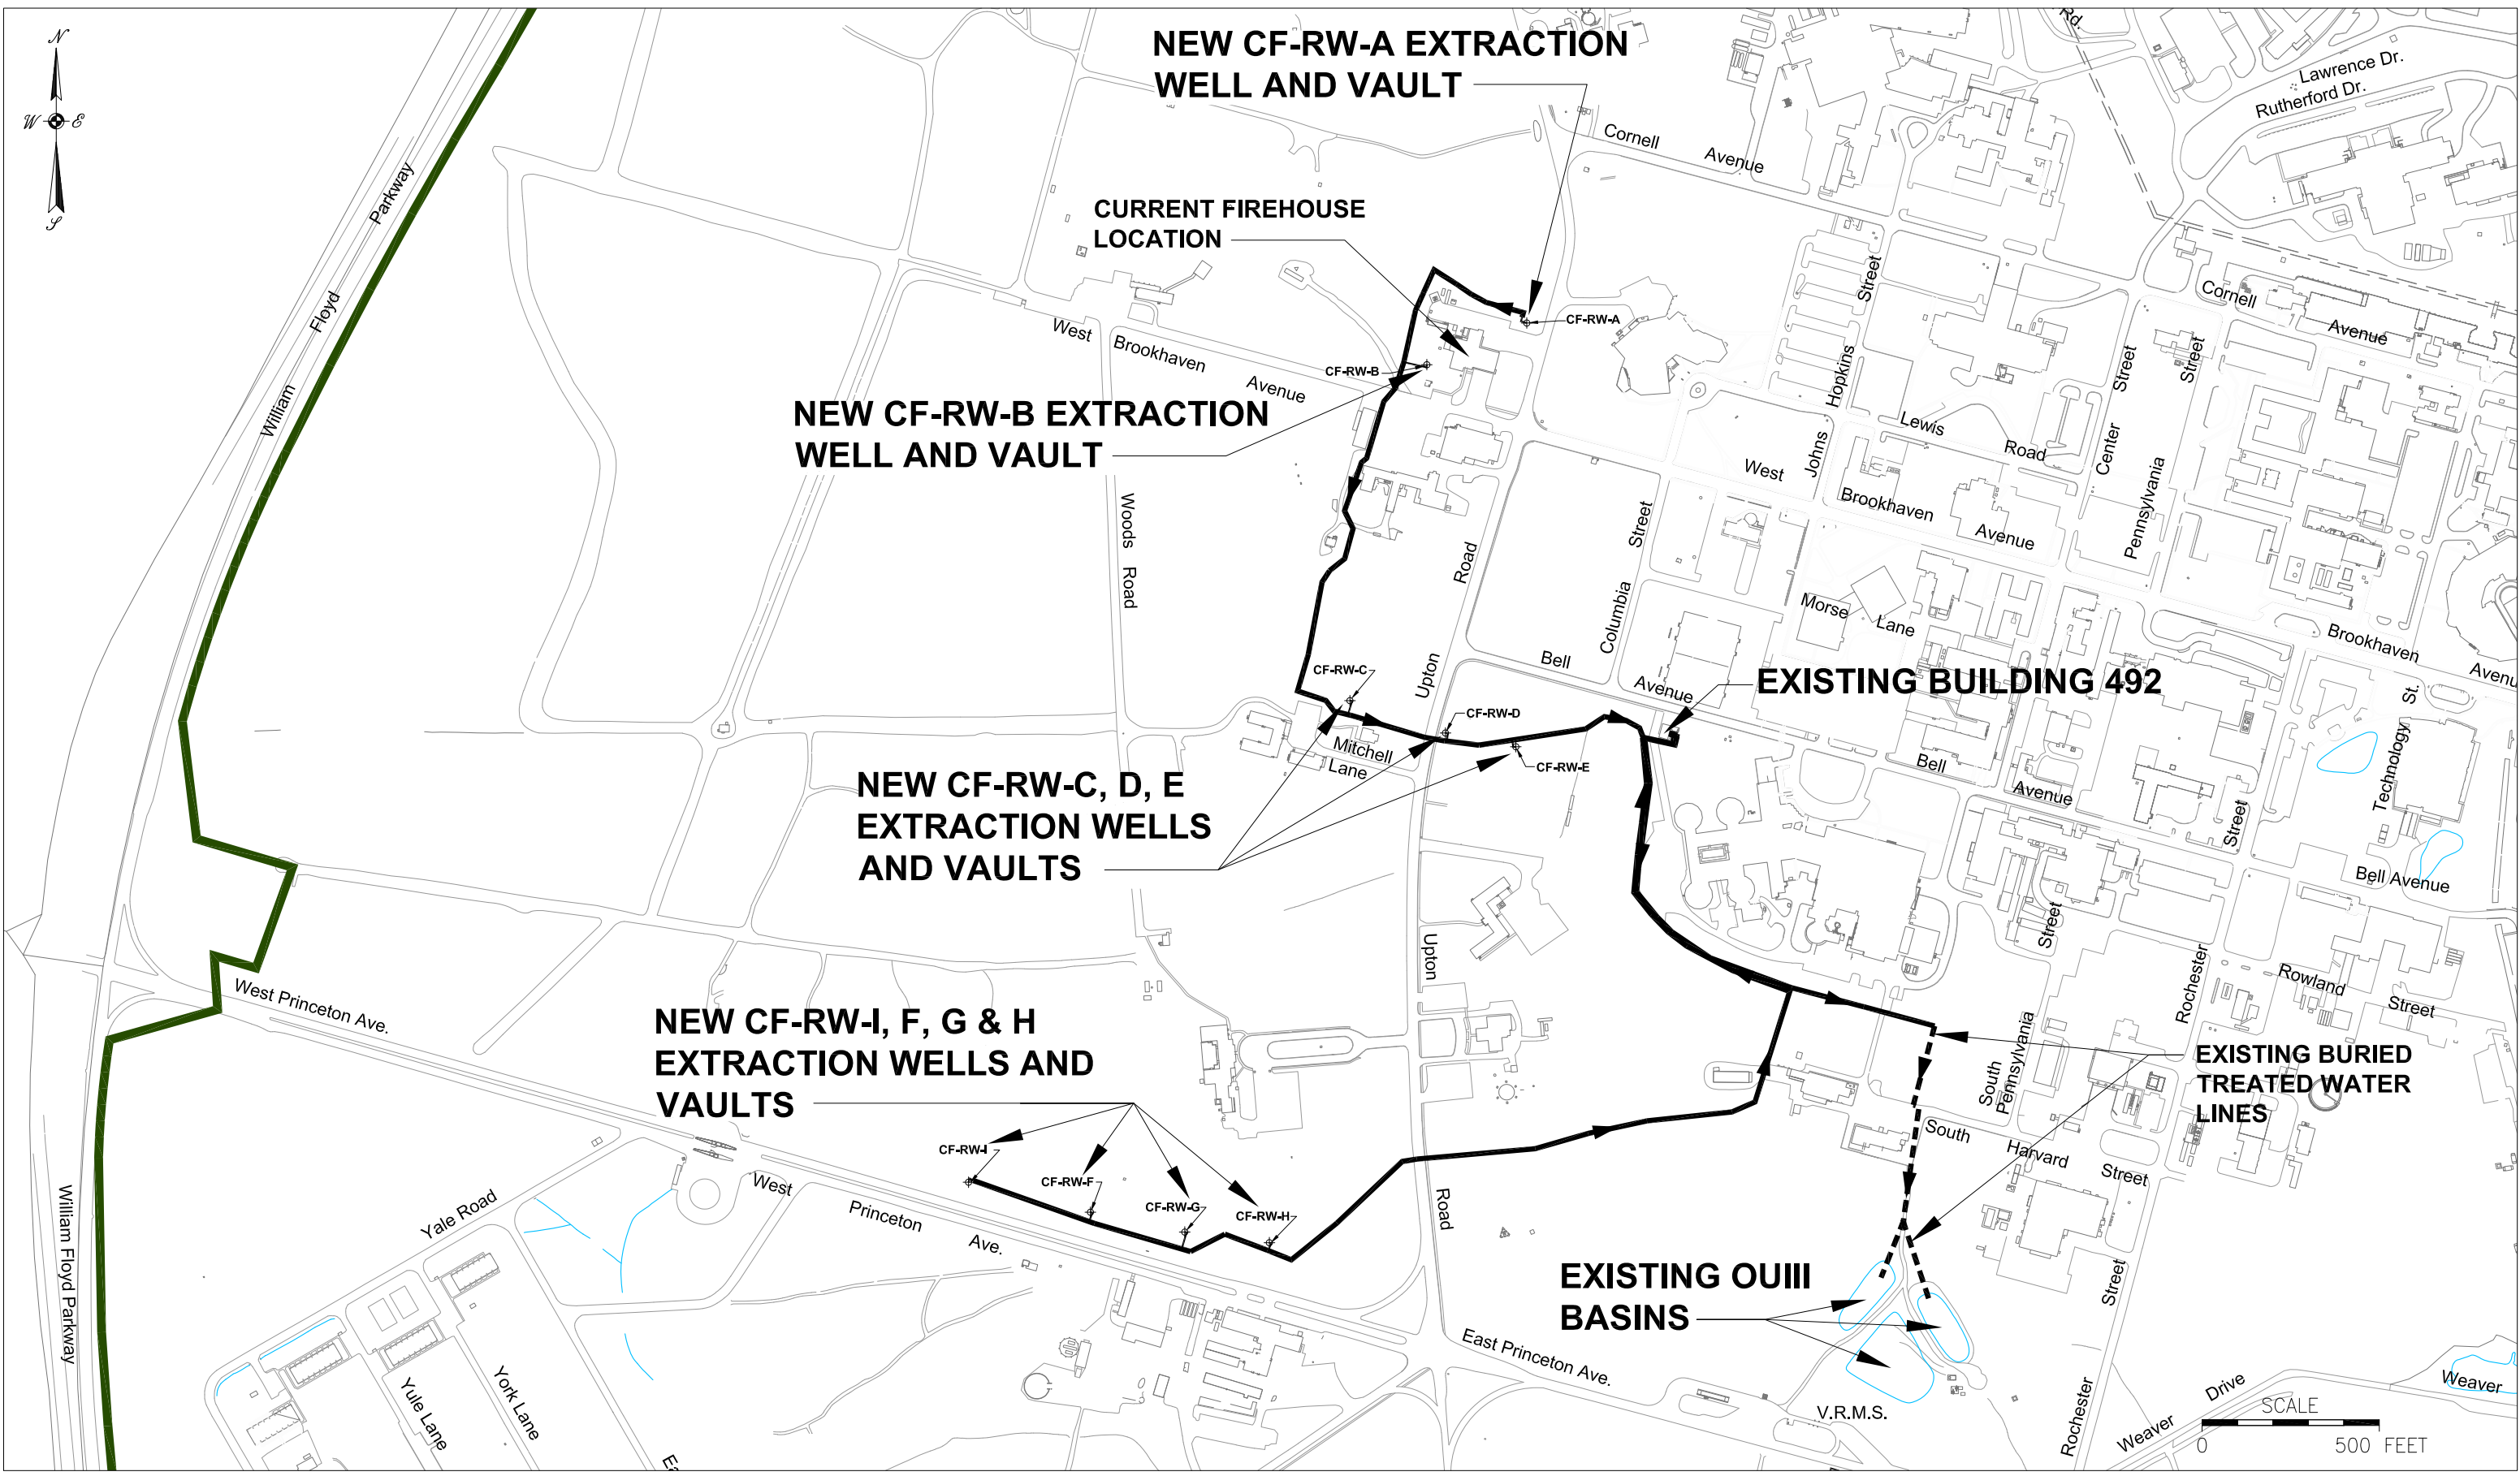 N
W E
S
NEW CF-RW-A EXTRACTION
WELL AND VAULT
Rd.
Lawrence Dr.
Rutherford Dr.
Cornell
Avenue
CURRENT FIREHOUSE
LOCATION
William
Floyd
Parkway
West
Brookhaven
Avenue
CF-RW-A
CF-RW-B
NEW CF-RW-B EXTRACTION
WELL AND VAULT
Hopkins
Street
Cornell
Avenue
Lewis
Road
Center
Street
Pennsylvania
Street
Johns
West
Brookhaven
Avenue
Woods
Road
Upton
Road
Columbia
Street
Morse
Lane
Brookhaven
Avenu
Bell
Avenue
EXISTING BUILDING 492
CF-RW-C
CF-RW-D
CF-RW-E
Mitchell
Lane
NEW CF-RW-C, D, E
EXTRACTION WELLS
AND VAULTS
Bell
Avenue
Street
Technology
St.
Bell Avenue
Upton
Road
Street
West Princeton Ave.
NEW CF-RW-I, F, G & H
EXTRACTION WELLS AND
VAULTS
Rochester
Rowland
Street
South
Pennsylvania
EXISTING BURIED
TREATED WATER
LINES
South
Harvard
Street
CF-RW-I
CF-RW-F
CF-RW-G
CF-RW-H
West
Princeton
Ave.
Yale Road
William Floyd Parkway
Yule Lane
York Lane
Ea
EXISTING OUIII
BASINS
East Princeton Ave.
V.R.M.S.
Rochester
Street
Weaver
Drive
Weaver
SCALE
0 500 FEET